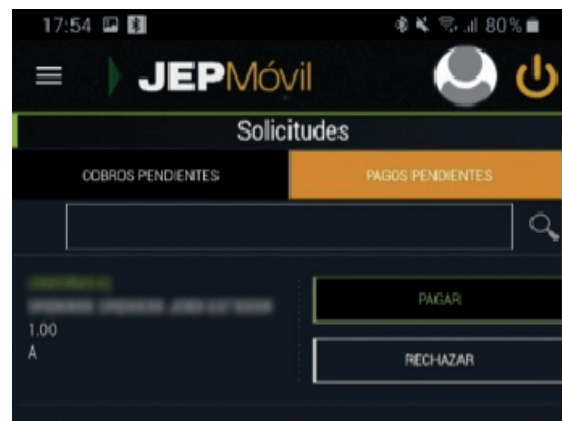 17:54 80%
JEPMóvil
Solicitudes
COBROS PENDIENTES PAGOS PENDIENTES
PAGAR
1.00
A
RECHAZAR